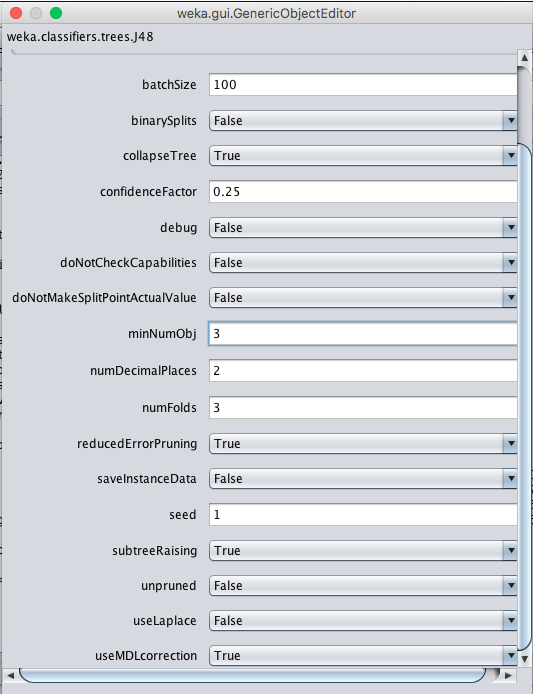 weka.gui.GenericObjectEditor
weka.classifiers.trees.J48
batchSize 100
binarySplits False
collapseTree True
confidenceFactor 0.25
debug False
doNotCheckCapabilities False
doNotMakeSplitPointActualValue False
minNumObj 3
numDecimalPlaces 2
numFolds 3
reducedErrorPruning True
saveInstanceData False
seed 1
subtreeRaising True
unpruned False
useLaplace False
useMDLcorrection True